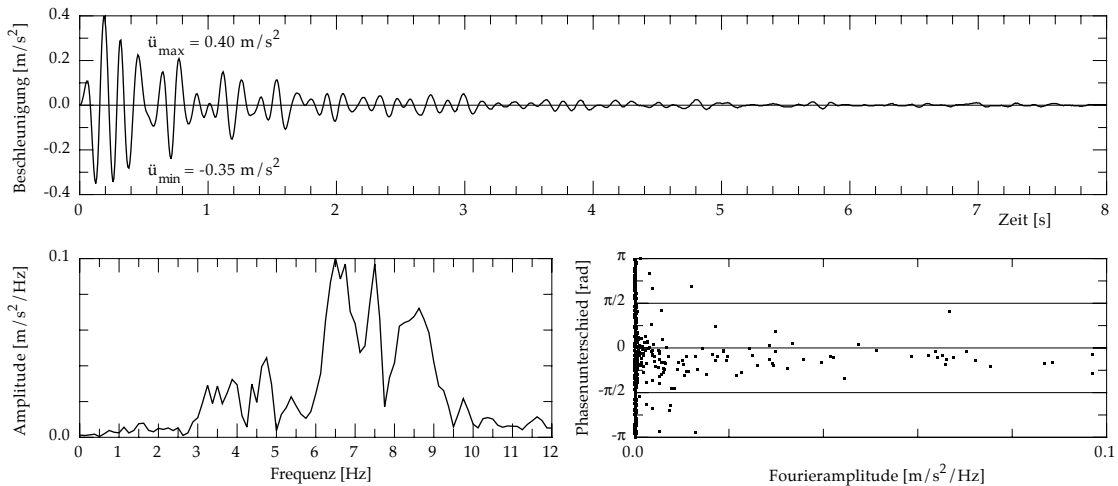 Beschleunigung [m/s²]
0.4
0.2
0.0
-0.2
-0.4
ümax = 0.40 m/s²
ümin = -0.35 m/s²
0 1 2 3 4 5 6 7 8
Zeit [s]
Amplitude [m/s²/Hz]
0.1
0.0
0 1 2 3 4 5 6 7 8 9 10 11 12
Frequenz [Hz]
Phasenunterschied [rad]
π
π/2
0
-π/2
-π
0.0 0.1
Fourieramplitude [m/s²/Hz]